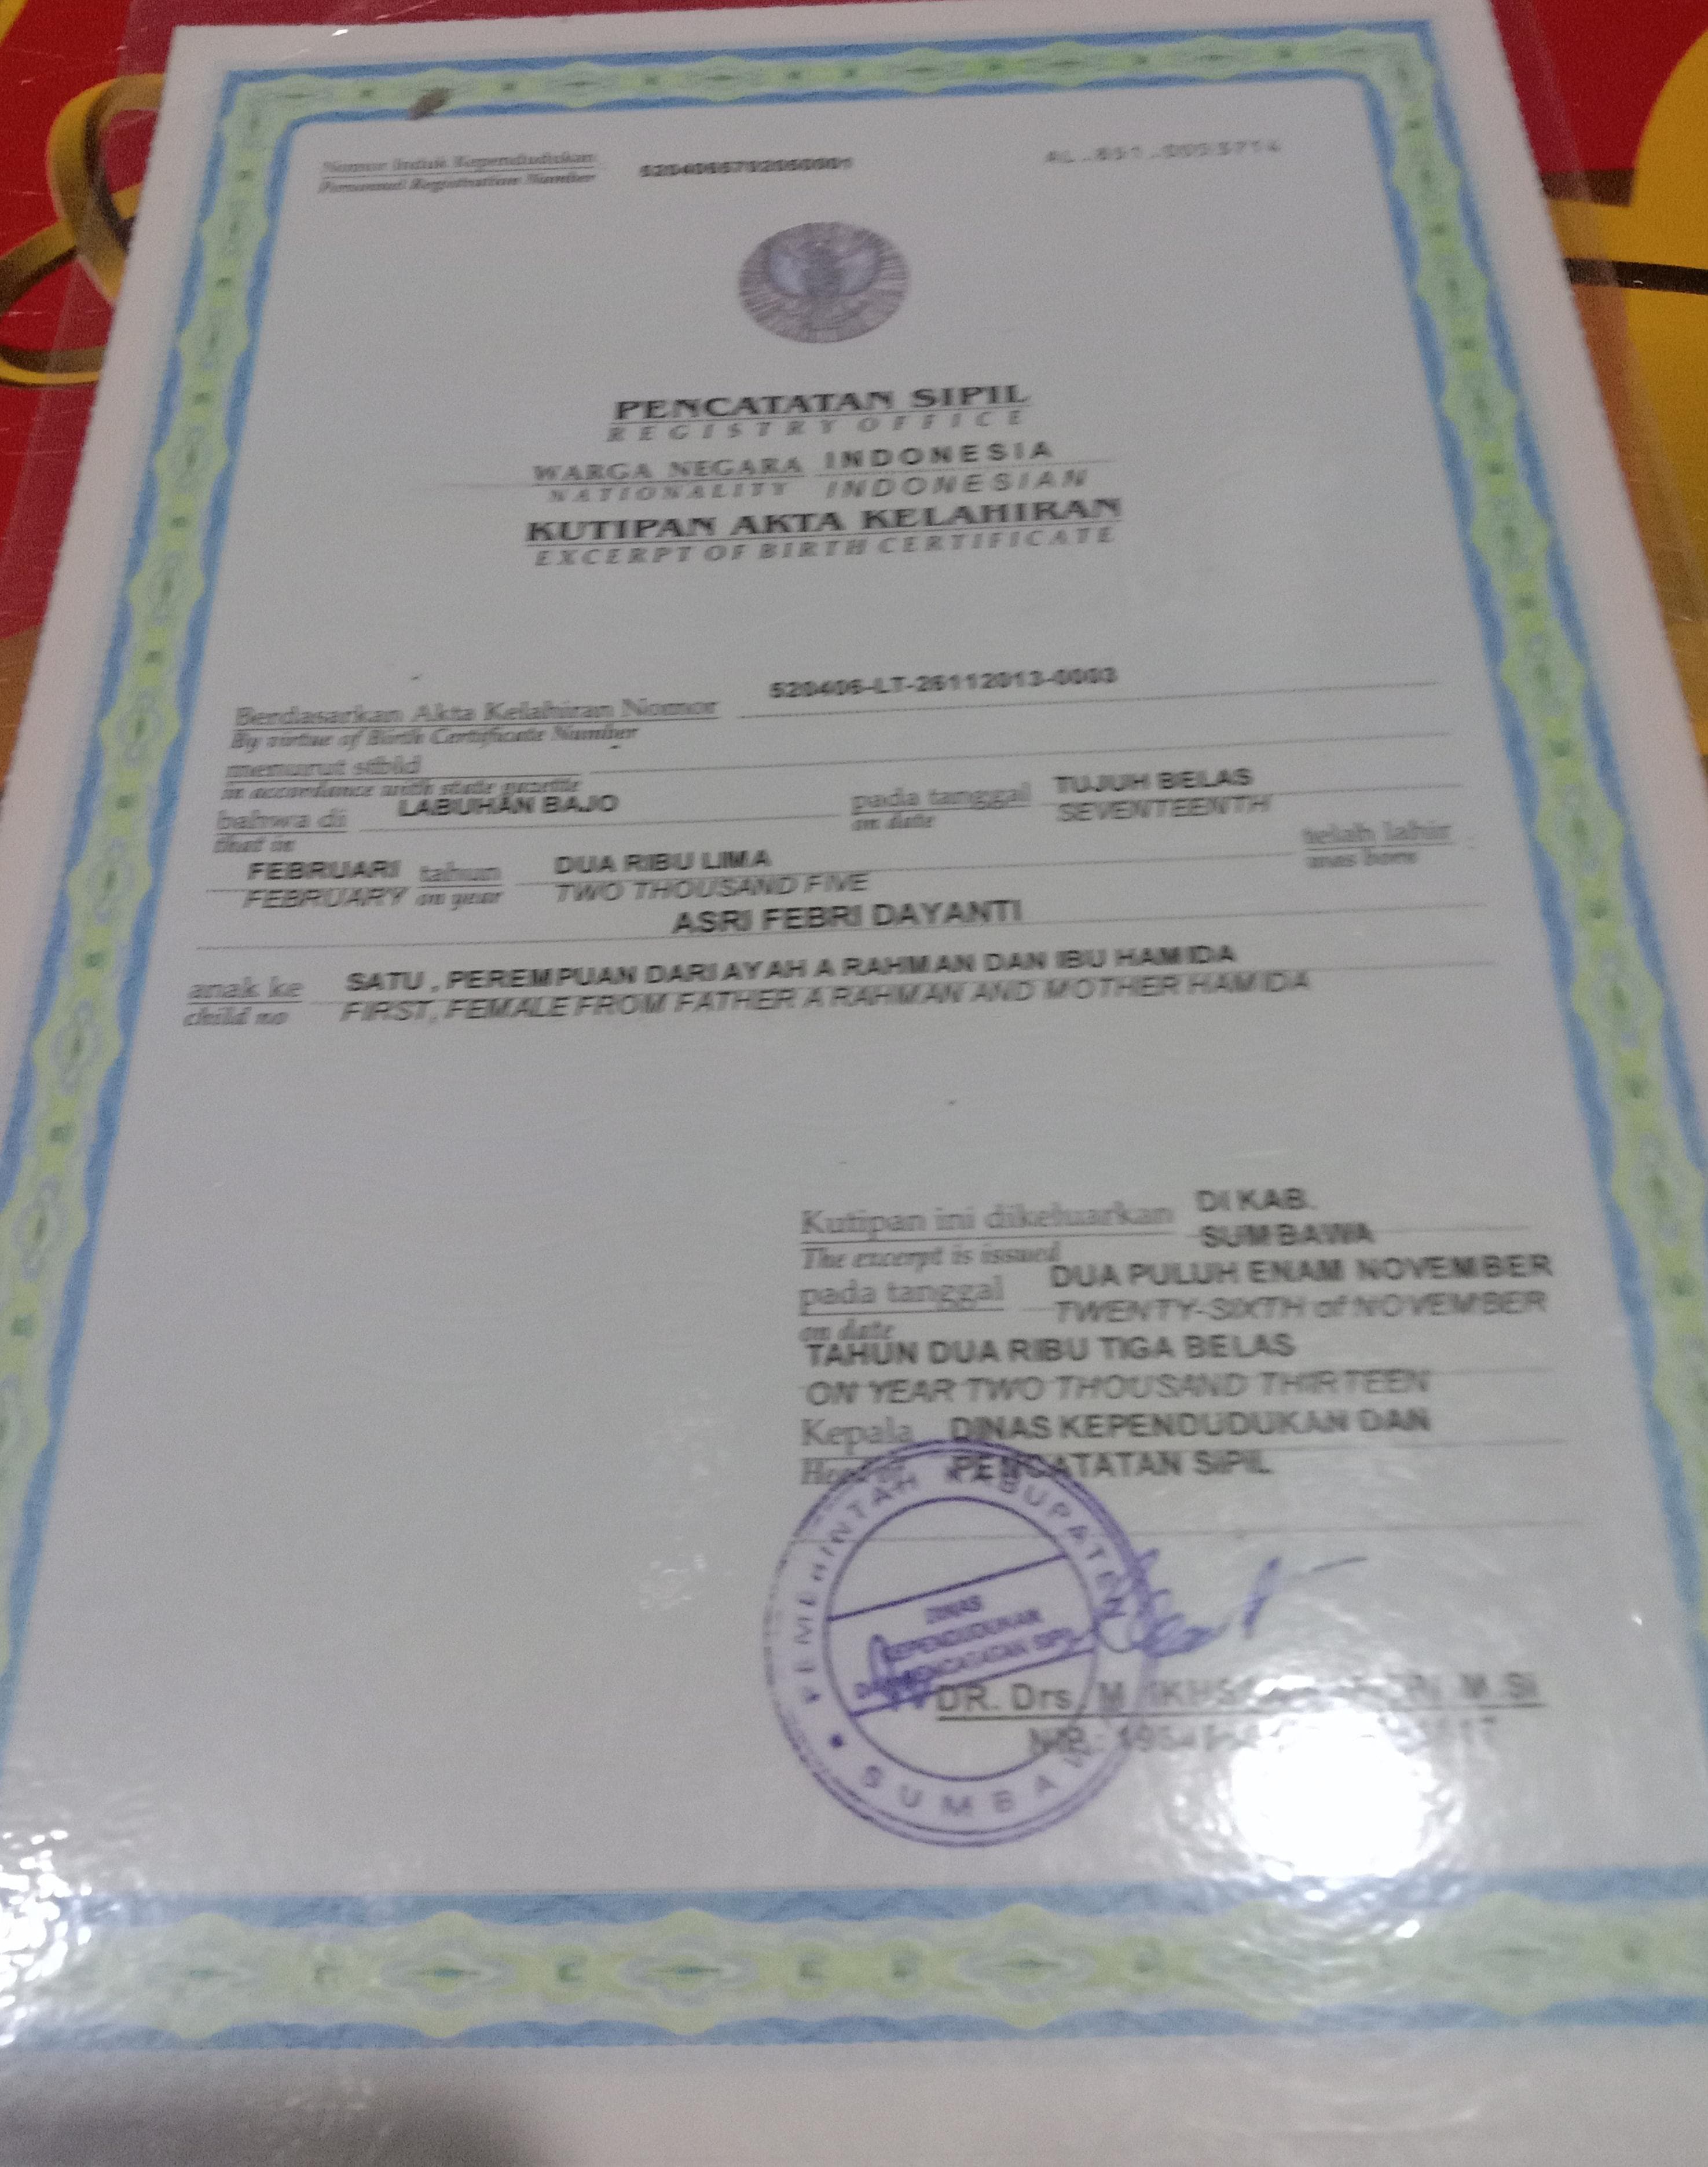 Nomor Induk Kependudukan
Personal Registration Number
PENCATATAN SIPIL
REGISTRY OFFICE
WARGA NEGARA INDONESIA
NATIONALITY INDONESIAN
KUTIPAN AKTA KELAHIRAN
EXCERPT OF BIRTH CERTIFICATE
520406-LT-26112013-0003
Berdasarkan Akta Kelahiran Nomor
By virtue of Birth Certificate Number
menurut stbld
in accordance with state gazette
bahwa di LABUHAN BAJO pada tanggal TUJUH BELAS
that in on date SEVENTEENTH
FEBRUARI tahun DUA RIBU LIMA telah lahir
FEBRUARY on year TWO THOUSAND FIVE was born
ASRI FEBRI DAYANTI
anak ke SATU , PEREMPUAN DARI AYAH A RAHMAN DAN IBU HAMIDA
child no FIRST, FEMALE FROM FATHER A RAHMAN AND MOTHER HAMIDA
Kutipan ini dikeluarkan DI KAB.
SUMBAWA
The excerpt is issued
pada tanggal DUA PULUH ENAM NOVEMBER
on date TWENTY-SIXTH of NOVEMBER
TAHUN DUA RIBU TIGA BELAS
ON YEAR TWO THOUSAND THIRTEEN
Kepala DINAS KEPENDUDUKAN DAN
Head of PENCATATAN SIPIL
PEMERINTAH KABUPATEN
DINAS
KEPENDUDUKAN
DAN PENCATATAN SIPIL
SUMBAWA
DR. Drs. M. M.Si
NIP.